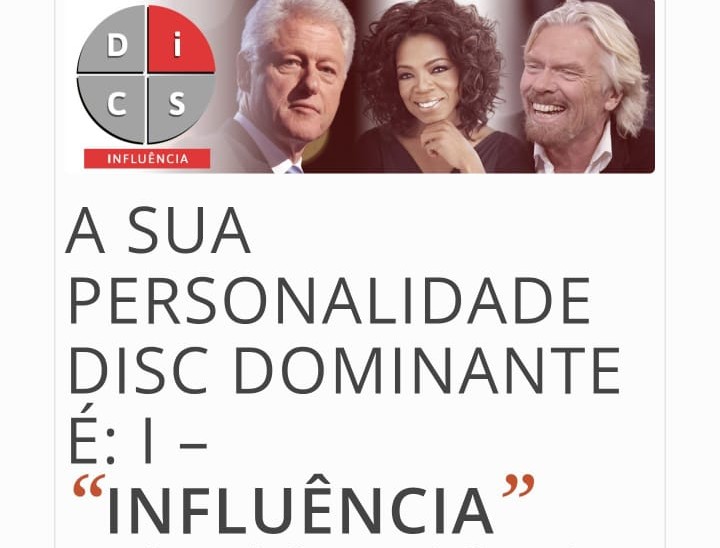 D i
C S
INFLUÊNCIA
A SUA
PERSONALIDADE
DISC DOMINANTE
É: I –
“INFLUÊNCIA”